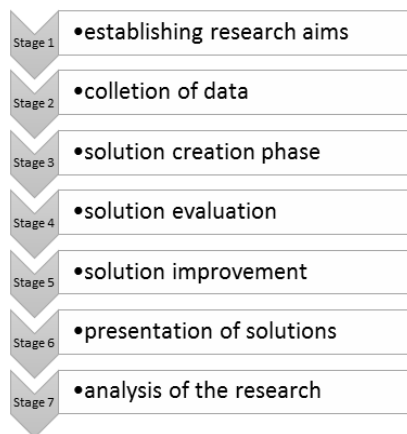 Stage 1
•establishing research aims
Stage 2
•colletion of data
Stage 3
•solution creation phase
Stage 4
•solution evaluation
Stage 5
•solution improvement
Stage 6
•presentation of solutions
Stage 7
•analysis of the research